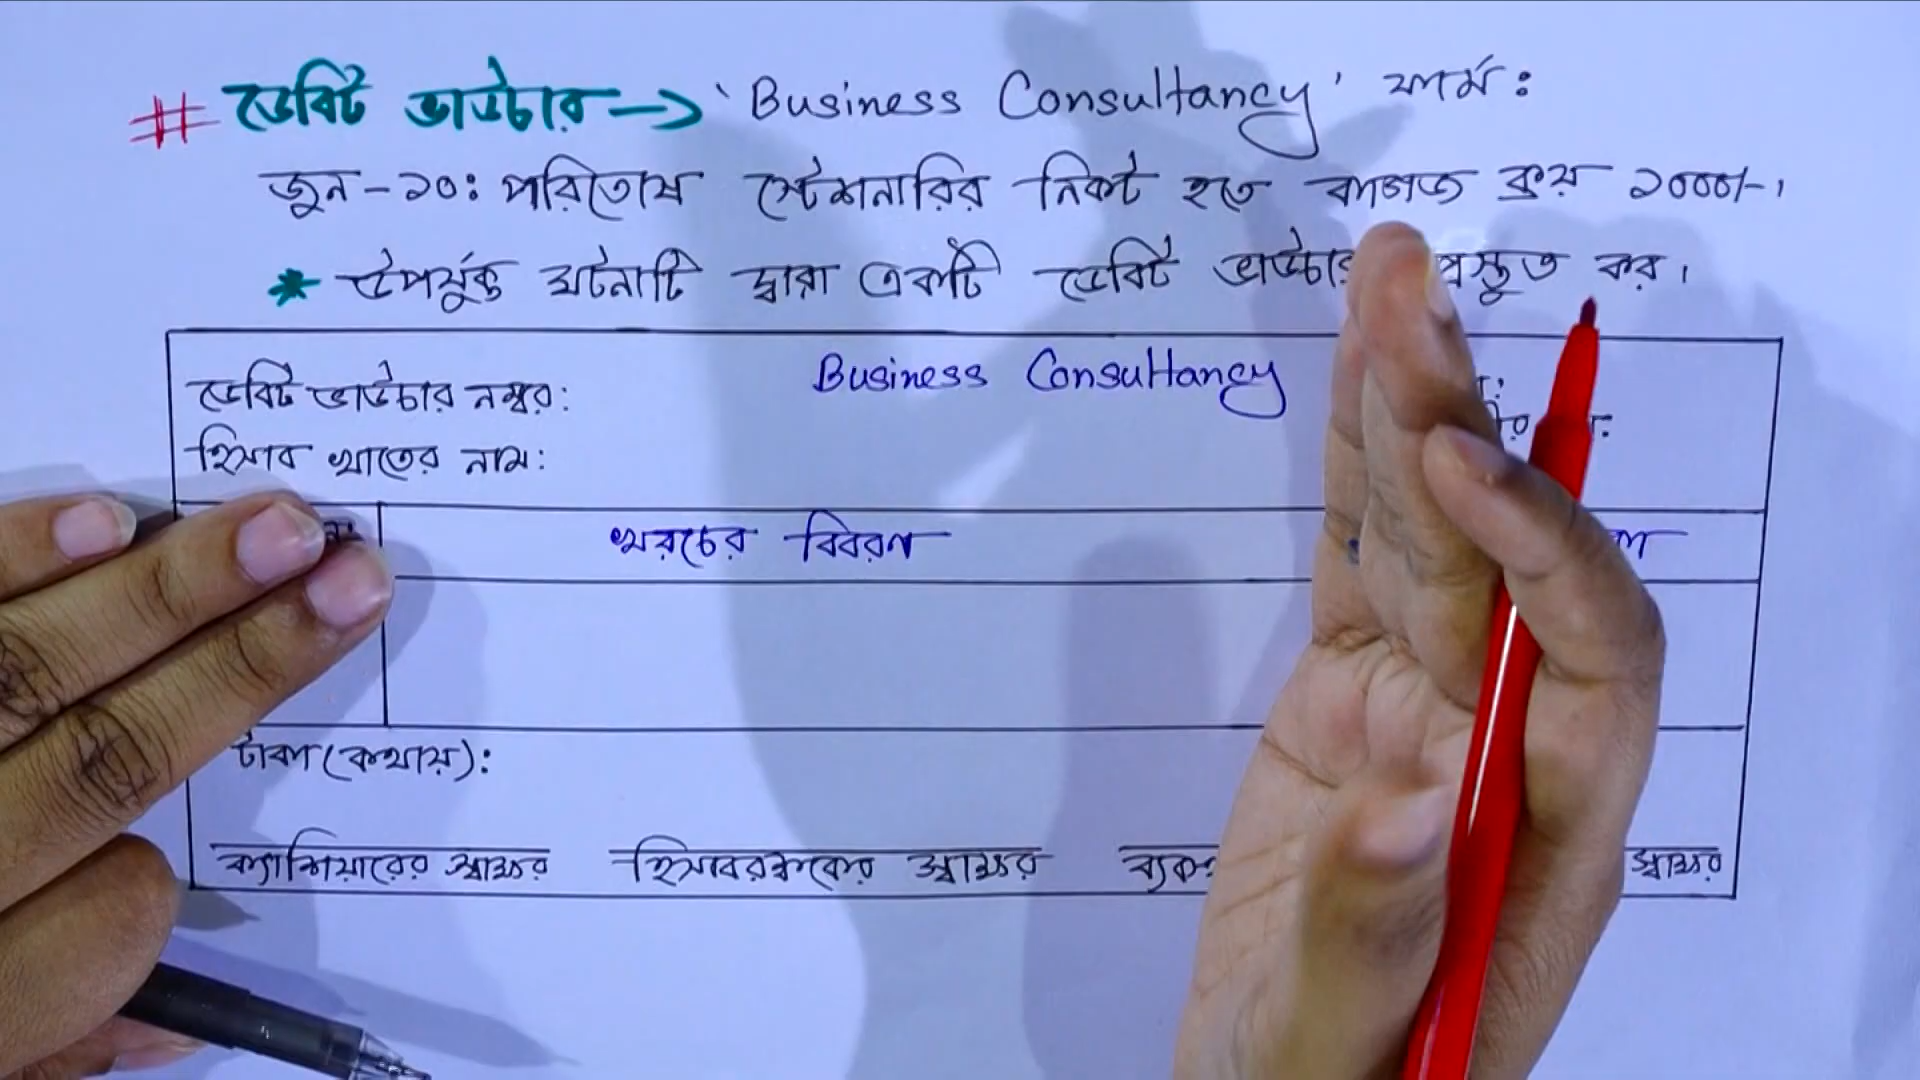 # ডেবিট ভাউচার → 'Business Consultancy' ফার্ম:
জুন-১০: পরিতোষ স্টেশনারির নিকট হতে কাগজ ক্রয় ১০০০/-।
* উপর্যুক্ত ঘটনাটি দ্বারা একটি ডেবিট ভাউচার প্রস্তুত কর।
Business Consultancy
ডেবিট ভাউচার নম্বর:
হিসাব খাতের নাম:
খরচের বিবরণ
টাকা (কথায়):
ক্যাশিয়ারের স্বাক্ষর হিসাবরক্ষকের স্বাক্ষর স্বাক্ষর